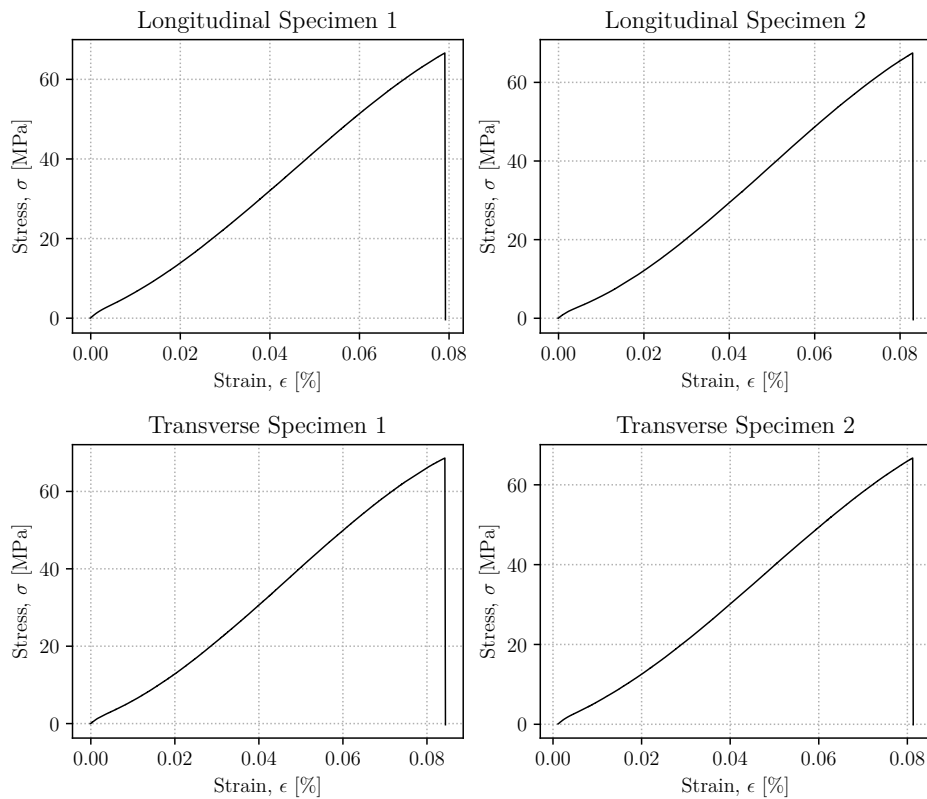 Longitudinal Specimen 1
Stress, σ [MPa]
60
40
20
0
0.00 0.02 0.04 0.06 0.08
Strain, ϵ [%]
Longitudinal Specimen 2
Stress, σ [MPa]
60
40
20
0
0.00 0.02 0.04 0.06 0.08
Strain, ϵ [%]
Transverse Specimen 1
Stress, σ [MPa]
60
40
20
0
0.00 0.02 0.04 0.06 0.08
Strain, ϵ [%]
Transverse Specimen 2
Stress, σ [MPa]
60
40
20
0
0.00 0.02 0.04 0.06 0.08
Strain, ϵ [%]